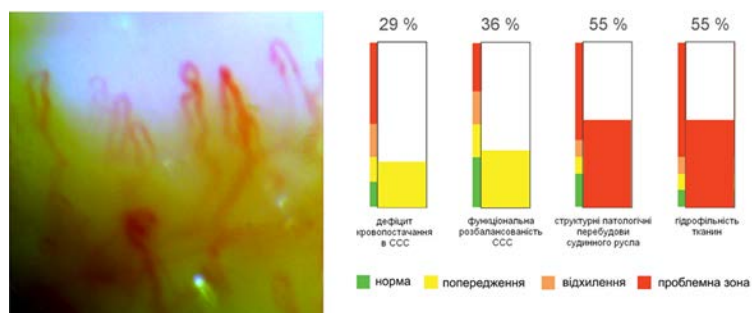 29 %
36 %
55 %
55 %
дефіцит
кровопостачання
в ССС
функціональна
розбалансованість
ССС
структурні патологічні
перебудови
судинного русла
гідрофільність
тканин
норма
попередження
відхилення
проблемна зона